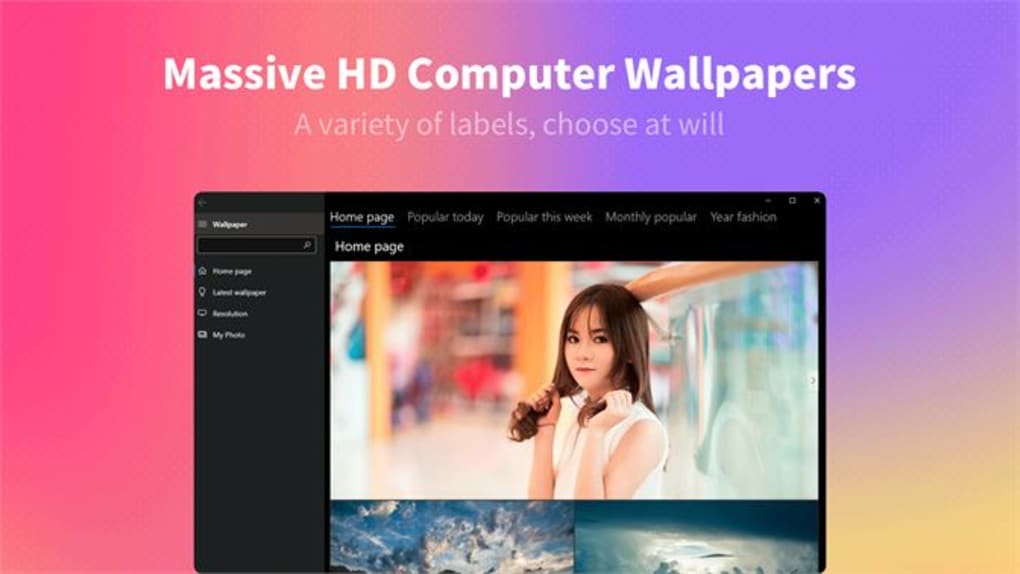 Massive HD Computer Wallpapers
A variety of labels, choose at will
Wallpaper
Home page
Latest wallpaper
Resolution
My Photo
Home page Popular today Popular this week Monthly popular Year fashion
Home page